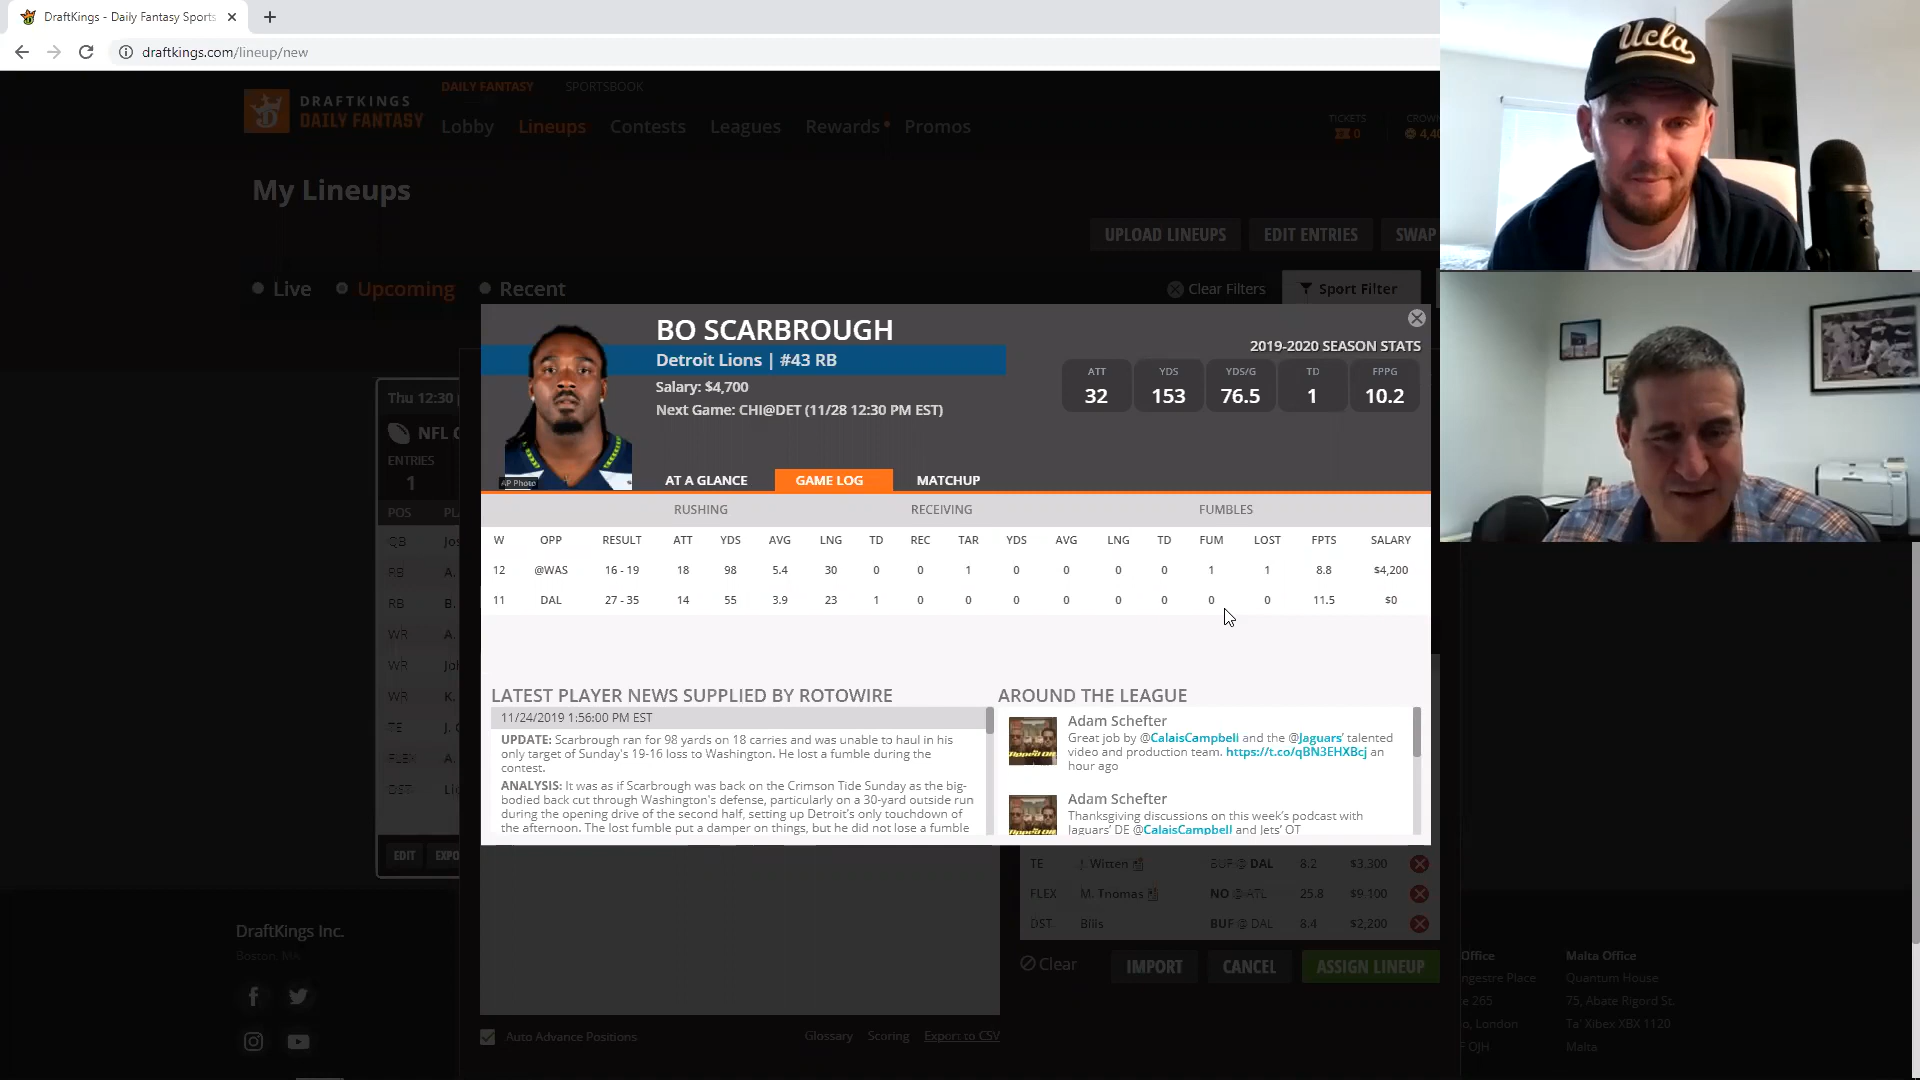 DraftKings - Daily Fantasy Sports
draftkings.com/lineup/new
DAILY FANTASY SPORTSBOOK
DRAFTKINGS
DAILY FANTASY
Lobby Lineups Contests Leagues Rewards Promos
TICKETS
0
My Lineups
UPLOAD LINEUPS EDIT ENTRIES SWAP
Live Upcoming Recent
Clear Filters Sport Filter
Ucla
Thu 12:30
NFL
ENTRIES
1
POS
QB
RB A.
RB B.
WR
WR
WR K.
TE
FLEX A.
DST
EDIT
BO SCARBROUGH
Detroit Lions | #43 RB
Salary: $4,700
Next Game: CHI@DET (11/28 12:30 PM EST)
AP Photo
2019-2020 SEASON STATS
ATT YDS YDS/G TD FPPG
32 153 76.5 1 10.2
AT A GLANCE GAME LOG MATCHUP
RUSHING RECEIVING FUMBLES
W OPP RESULT ATT YDS AVG LNG TD REC TAR YDS AVG LNG TD FUM LOST FPTS SALARY
12 @WAS 16 - 19 18 98 5.4 30 0 0 1 0 0 0 0 1 1 8.8 $4,200
11 DAL 27 - 35 14 55 3.9 23 1 0 0 0 0 0 0 0 0 11.5 $0
LATEST PLAYER NEWS SUPPLIED BY ROTOWIRE
11/24/2019 1:56:00 PM EST
UPDATE: Scarbrough ran for 98 yards on 18 carries and was unable to haul in his
only target of Sunday's 19-16 loss to Washington. He lost a fumble during the
contest.
ANALYSIS: It was as if Scarbrough was back on the Crimson Tide Sunday as the big-
bodied back cut through Washington's defense, particularly on a 30-yard outside run
during the opening drive of the second half, setting up Detroit's only touchdown of
the afternoon. The lost fumble put a damper on things, but he did not lose a fumble
AROUND THE LEAGUE
Adam Schefter
Great job by @CalaisCampbell and the @Jaguars' talented
video and production team. https://t.co/qBN3EHXBcj an
hour ago
Adam Schefter
Thanksgiving discussions on this week's podcast with
Jaguars' DE @CalaisCampbell and Jets' OT
TE J. Witten BUF @ DAL 8.2 $3,300
FLEX M. Thomas NO @ ATL 25.8 $9,100
DST Bills BUF @ DAL 8.4 $2,200
Clear IMPORT CANCEL ASSIGN LINEUP
Auto Advance Positions Glossary Scoring Export to CSV
DraftKings Inc.
Boston, MA
Office
265
London
OJH
Malta Office
Quantum House
75, Abate Rigord St.
Ta' Xibex XBX 1120
Malta